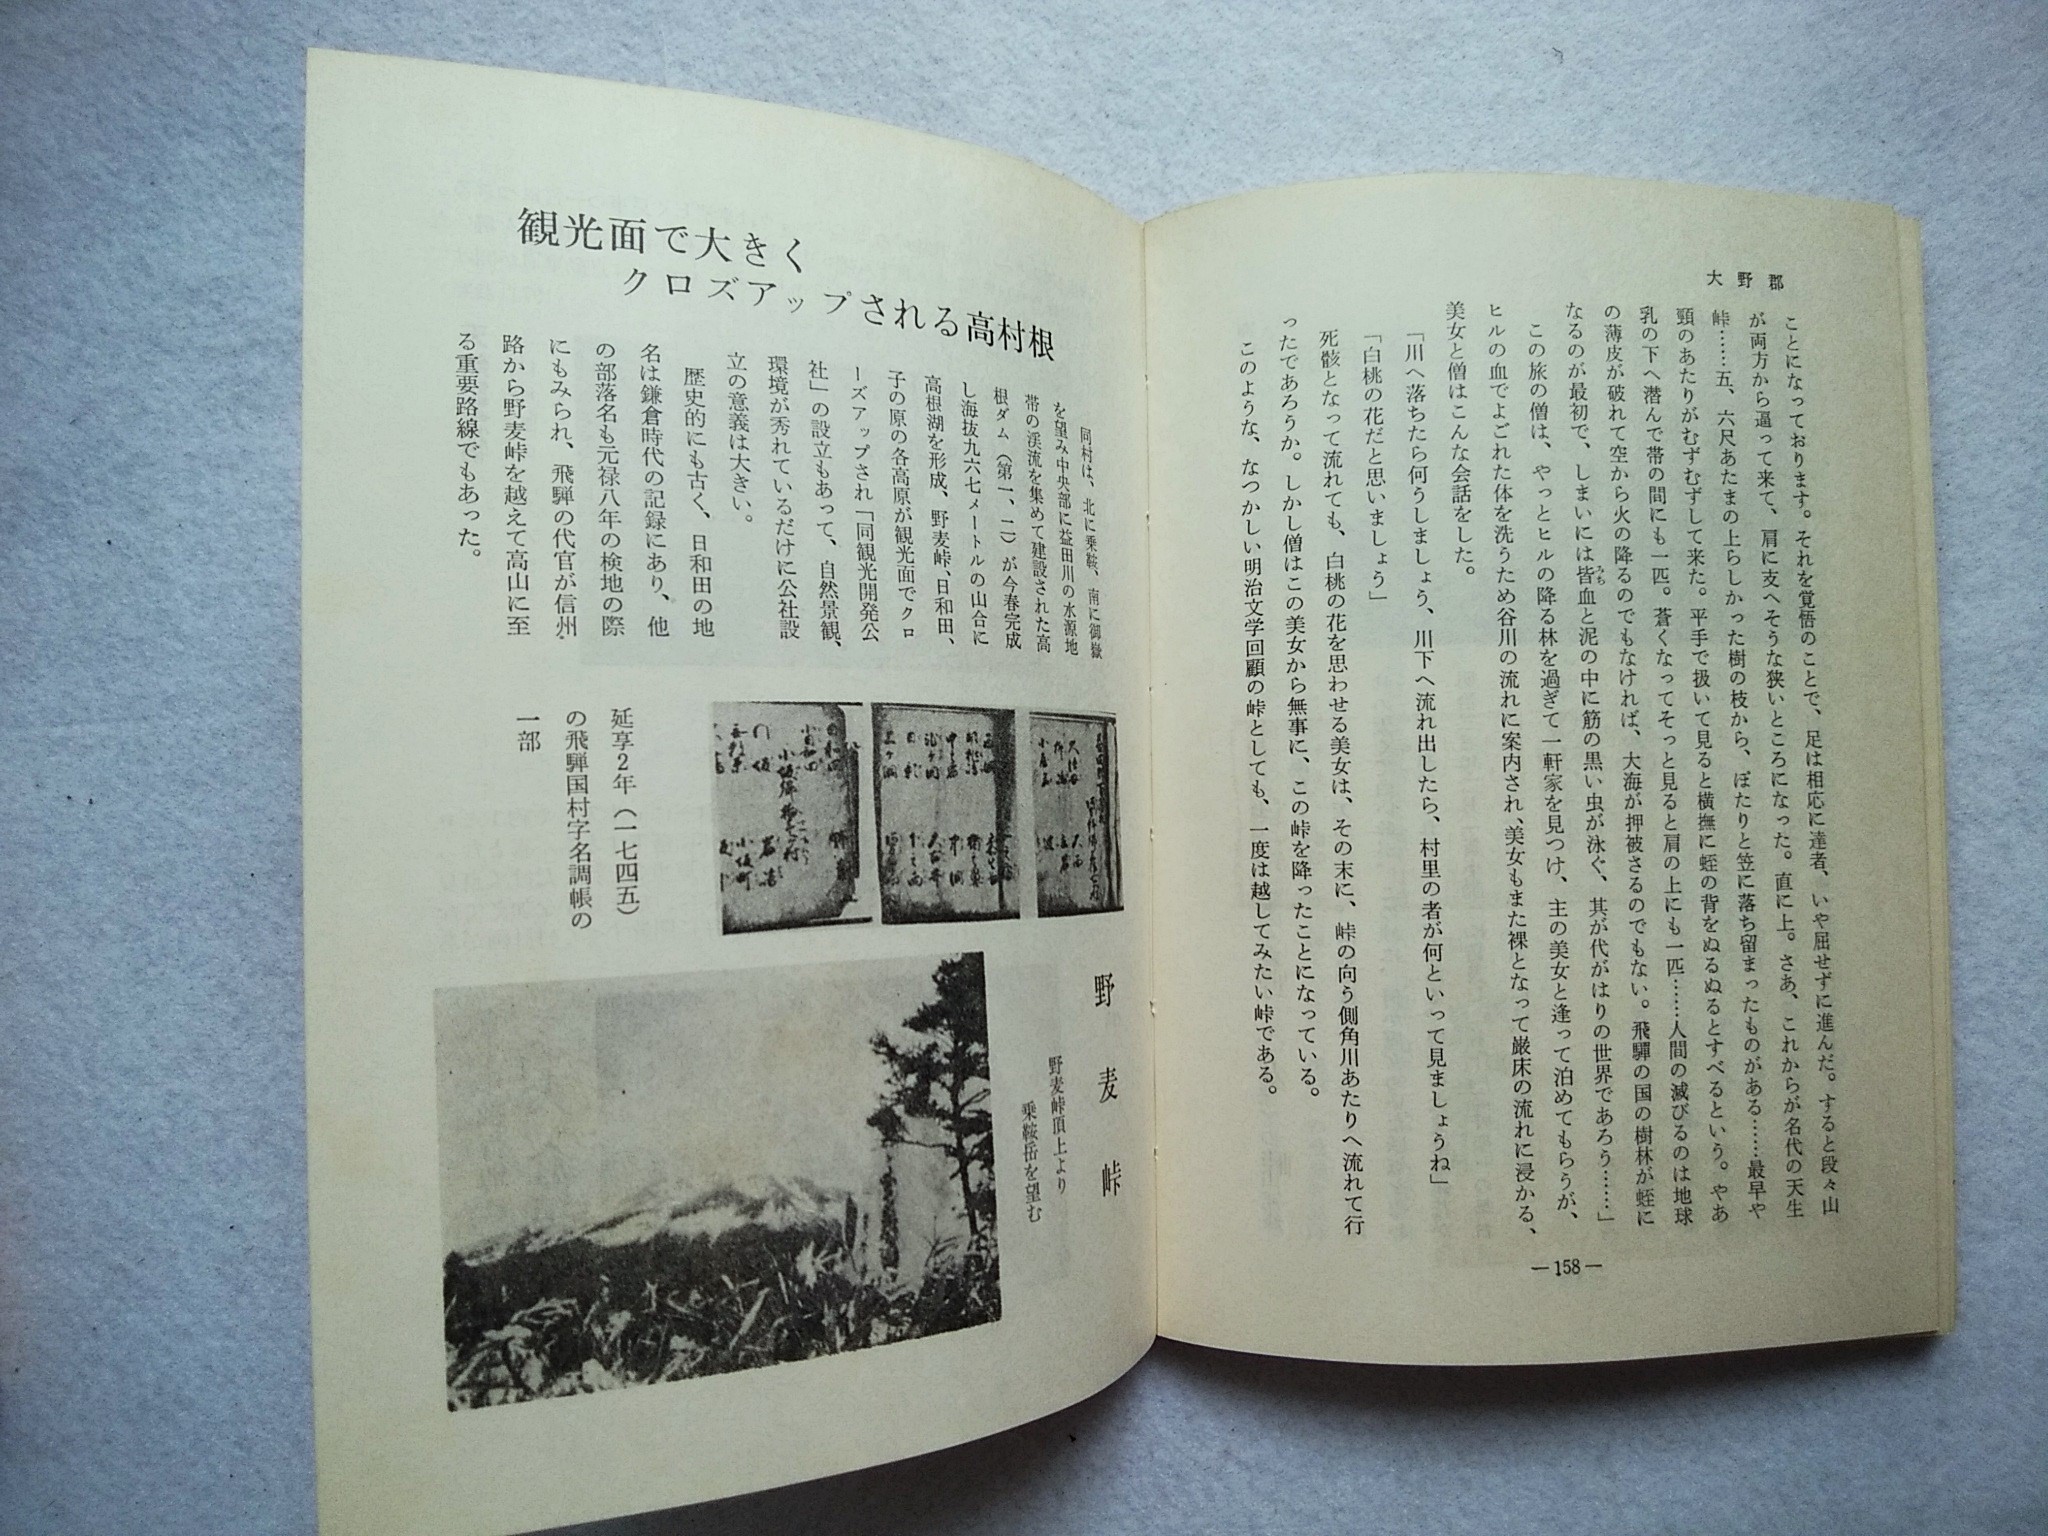 大野郡
ことになっております。それを覚悟のことで、足は相応に達者、いや屈せずに進んだ。すると段々山
が両方から逼って来て、肩に支へそうな狭いところになった。直に上。さあ、これからが名代の天生
峠……五、六尺あたまの上らしかった樹の枝から、ぽたりと笠に落ち留まったものがある……最早や
頸のあたりがむずむずして来た。平手で扱いて見ると横撫に蛭の背をぬるぬるとすべるという。やあ
乳の下へ潜んで帯の間にも一匹。蒼くなってそっと見ると肩の上にも一匹……人間の滅びるのは地球
の薄皮が破れて空から火の降るのでもなければ、大海が押被さるのでもない。飛騨の国の樹林が蛭に
なるのが最初で、しまいには皆血と泥の中に筋の黒い虫が泳ぐ、其が代がはりの世界であろう……」
この旅の僧は、やっとヒルの降る林を過ぎて一軒家を見つけ、主の美女と逢って泊めてもらうが、
ヒルの血でよごれた体を洗うため谷川の流れに案内され、美女もまた裸となって巌床の流れに浸かる、
美女と僧はこんな会話をした。
「川へ落ちたら何うしましょう、川下へ流れ出したら、村里の者が何といって見ましょうね」
「白桃の花だと思いましょう」
死骸となって流れても、白桃の花を思わせる美女は、その末に、峠の向う側角川あたりへ流れて行
ったであろうか。しかし僧はこの美女から無事に、この峠を降ったことになっている。
このような、なつかしい明治文学回顧の峠としても、一度は越してみたい峠である。
―158―
観光面で大きく
クロズアップされる高村根
同村は、北に乗鞍、南に御嶽
を望み中央部に益田川の水源地
帯の渓流を集めて建設された高
根ダム（第一、二）が今春完成
し海抜九六七メートルの山合に
高根湖を形成、野麦峠、日和田、
子の原の各高原が観光面でクロ
ーズアップされ「同観光開発公
社」の設立もあって、自然景観、
環境が秀れているだけに公社設
立の意義は大きい。
歴史的にも古く、日和田の地
名は鎌倉時代の記録にあり、他
の部落名も元禄八年の検地の際
にもみられ、飛騨の代官が信州
路から野麦峠を越えて高山に至
る重要路線でもあった。
延享2年（一七四五）
の飛騨国村字名調帳の
一部
野麦峠
野麦峠頂上より
乗鞍岳を望む